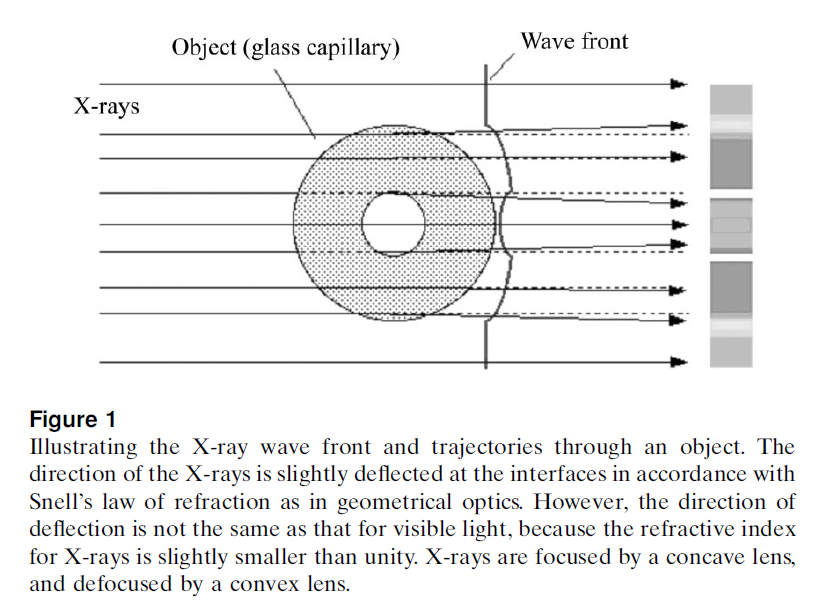 Object (glass capillary)
Wave front
X-rays
Figure 1
Illustrating the X-ray wave front and trajectories through an object. The
direction of the X-rays is slightly deflected at the interfaces in accordance with
Snell's law of refraction as in geometrical optics. However, the direction of
deflection is not the same as that for visible light, because the refractive index
for X-rays is slightly smaller than unity. X-rays are focused by a concave lens,
and defocused by a convex lens.